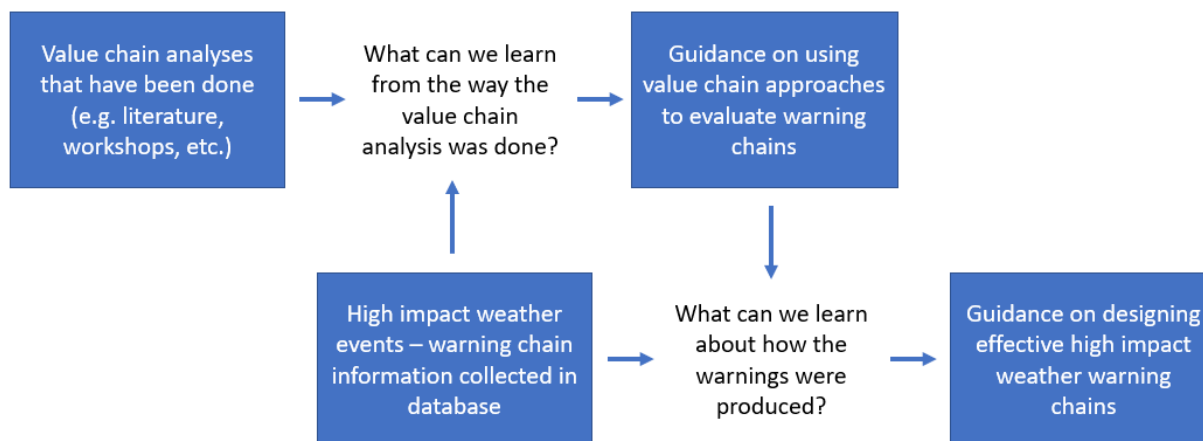 Value chain analyses
that have been done
(e.g. literature,
workshops, etc.)
What can we learn
from the way the
value chain
analysis was done?
Guidance on using
value chain approaches
to evaluate warning
chains
High impact weather
events – warning chain
information collected in
database
What can we learn
about how the
warnings were
produced?
Guidance on designing
effective high impact
weather warning
chains